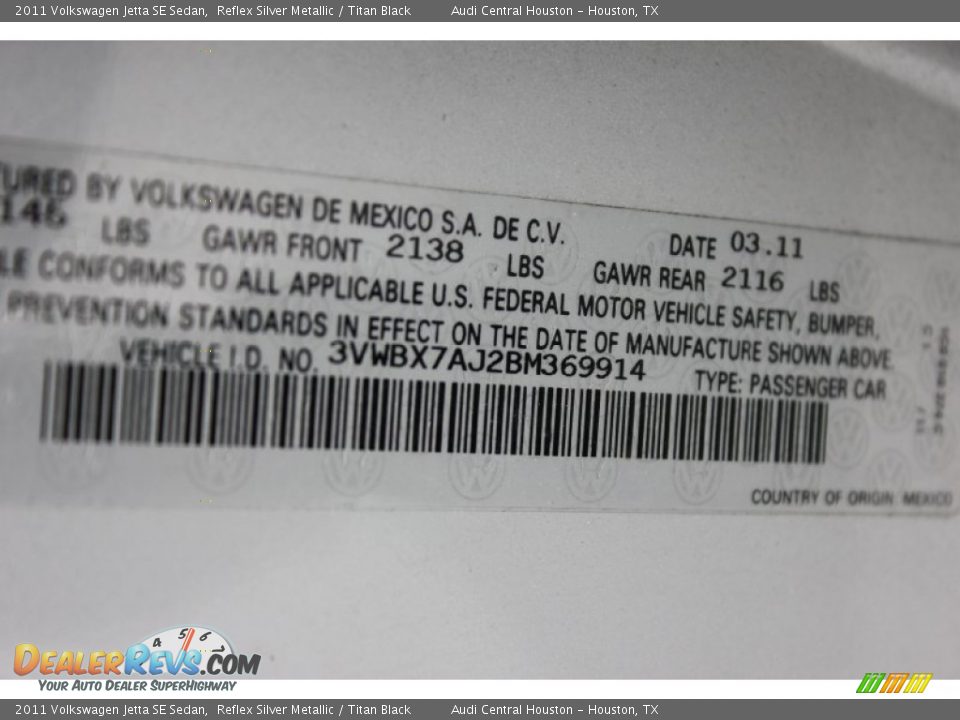 2011 Volkswagen Jetta SE Sedan, Reflex Silver Metallic / Titan Black Audi Central Houston - Houston, TX
TURED BY VOLKSWAGEN DE MEXICO S.A. DE C.V. DATE 03.11
146 LBS GAWR FRONT 2138 LBS GAWR REAR 2116 LBS
LE CONFORMS TO ALL APPLICABLE U.S. FEDERAL MOTOR VEHICLE SAFETY, BUMPER,
PREVENTION STANDARDS IN EFFECT ON THE DATE OF MANUFACTURE SHOWN ABOVE.
VEHICLE I.D. NO. 3VWBX7AJ2BM369914 TYPE: PASSENGER CAR
COUNTRY OF ORIGIN MEXICO
4 5 6
DEALERREVS.COM
YOUR AUTO DEALER SUPERHIGHWAY
2011 Volkswagen Jetta SE Sedan, Reflex Silver Metallic / Titan Black Audi Central Houston - Houston, TX